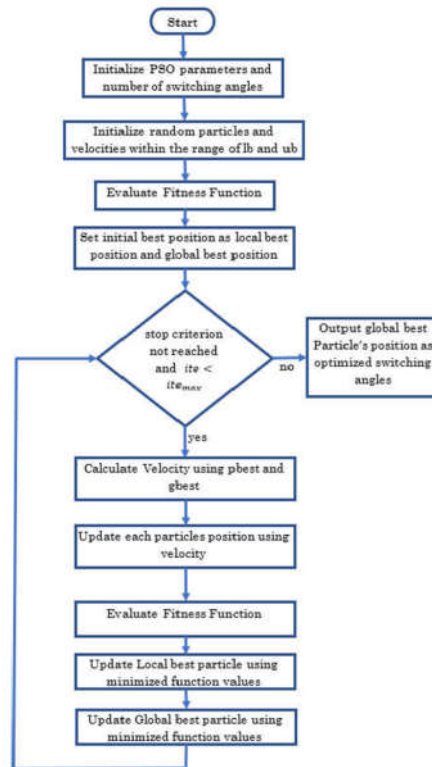 Start
Initialize PSO parameters and
number of switching angles
Initialize random particles and
velocities within the range of lb and ub
Evaluate Fitness Function
Set initial best position as local best
position and global best position
stop criterion
not reached
and ite <
ite_max
no
Output global best
Particle's position as
optimized switching
angles
yes
Calculate Velocity using pbest and
gbest
Update each particles position using
velocity
Evaluate Fitness Function
Update Local best particle using
minimized function values
Update Global best particle using
minimized function values